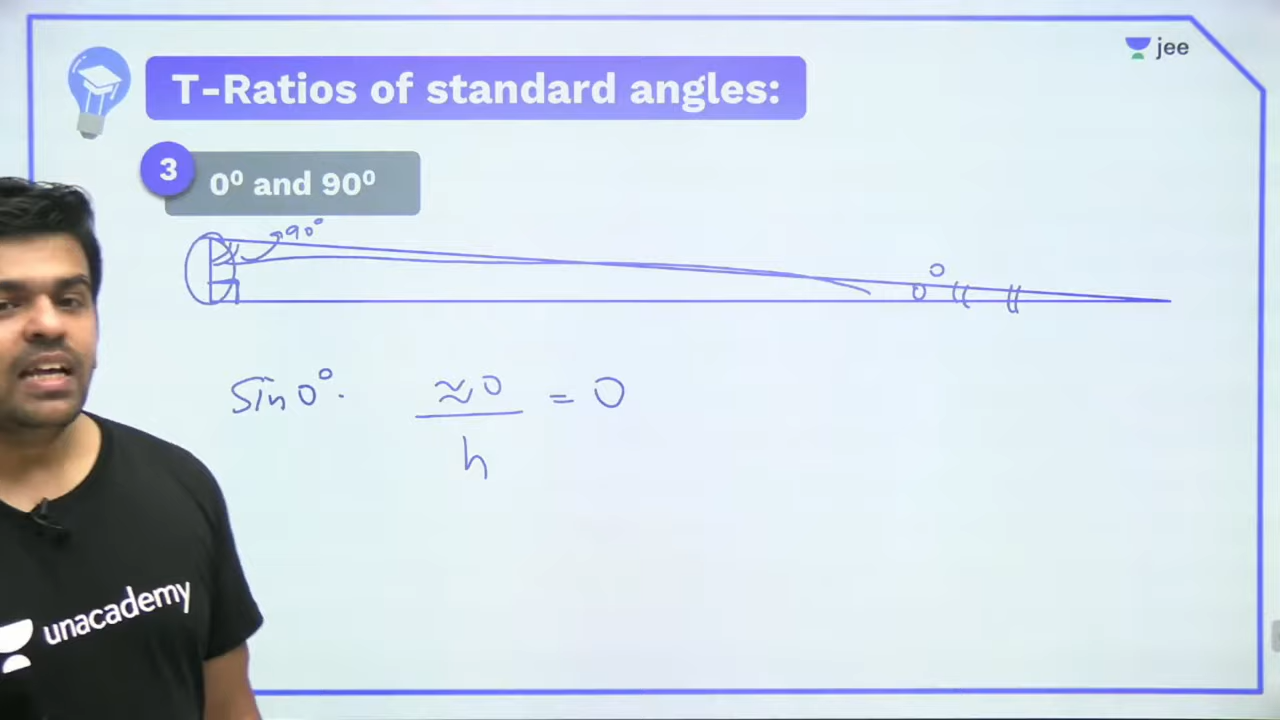 jee
T-Ratios of standard angles:
3
0⁰ and 90⁰
90°
0
0
Sin 0°.
≈0
= 0
h
unacademy